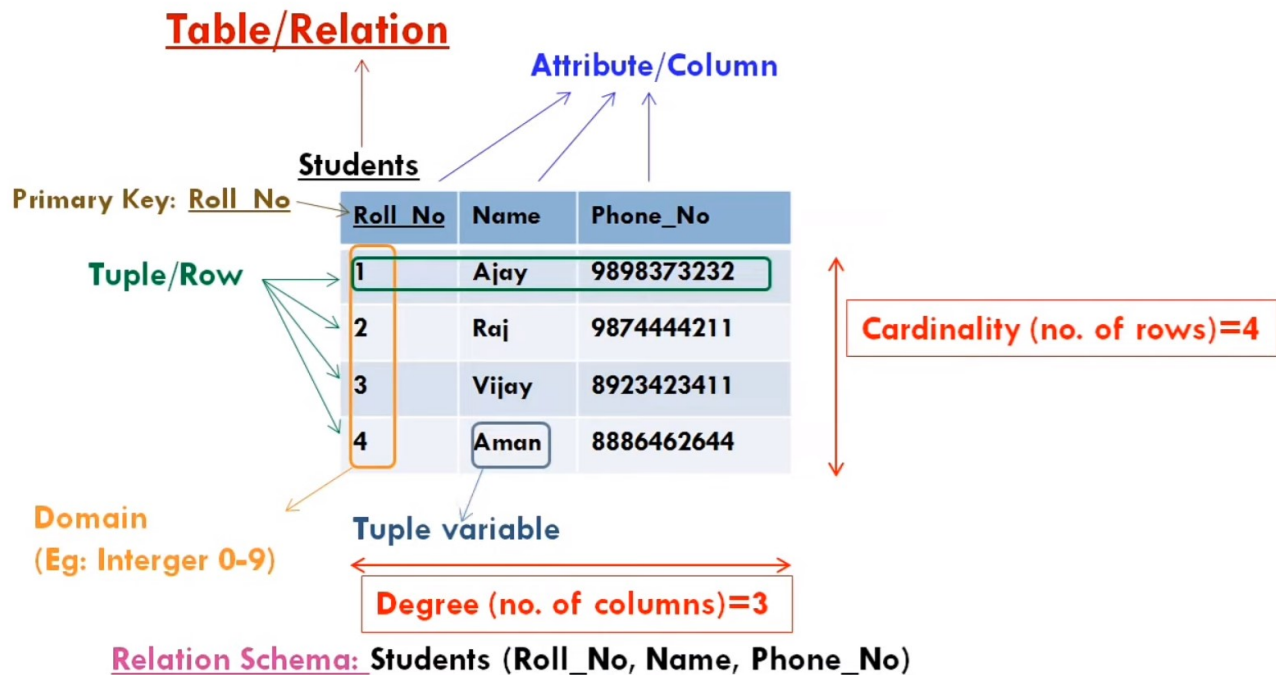 Table/Relation
Attribute/Column
Students
Primary Key: Roll_No
Roll_No Name Phone_No
Tuple/Row
1 Ajay 9898373232
2 Raj 9874444211
3 Vijay 8923423411
4 Aman 8886462644
Cardinality (no. of rows)=4
Domain
(Eg: Interger 0-9)
Tuple variable
Degree (no. of columns)=3
Relation Schema: Students (Roll_No, Name, Phone_No)